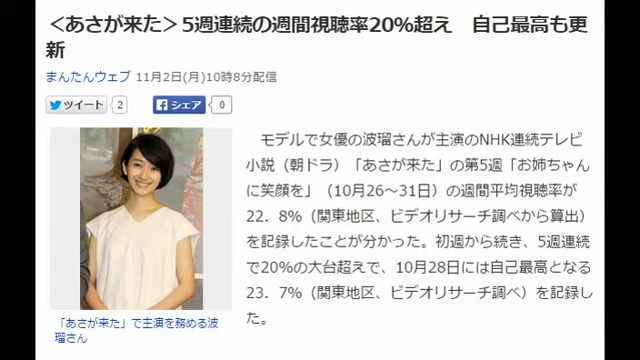 ＜あさが来た＞5週連続の週間視聴率20％超え　自己最高も更
新
まんたんウェブ 11月2日(月)10時8分配信
ツイート 2 シェア 0
モデルで女優の波瑠さんが主演のNHK連続テレビ
小説（朝ドラ）「あさが来た」の第5週「お姉ちゃん
に笑顔を」（10月26～31日）の週間平均視聴率が
22．8％（関東地区、ビデオリサーチ調べから算出）
を記録したことが分かった。初週から続き、5週連続
で20％の大台超えで、10月28日には自己最高となる
23．7％（関東地区、ビデオリサーチ調べ）を記録し
た。
「あさが来た」で主演を務める波
瑠さん